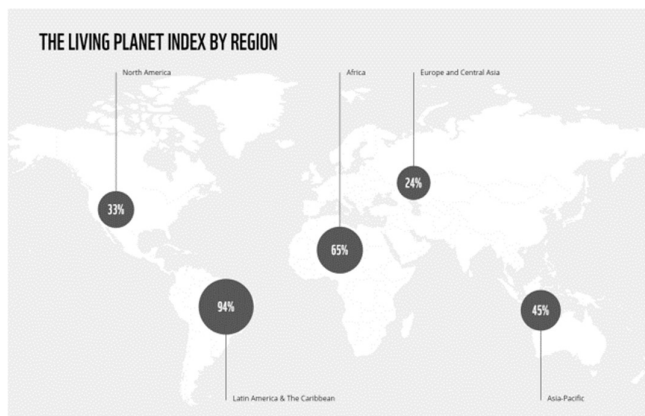 THE LIVING PLANET INDEX BY REGION
North America
Africa
Europe and Central Asia
24%
33%
65%
94%
45%
Latin America & The Caribbean
Asia-Pacific